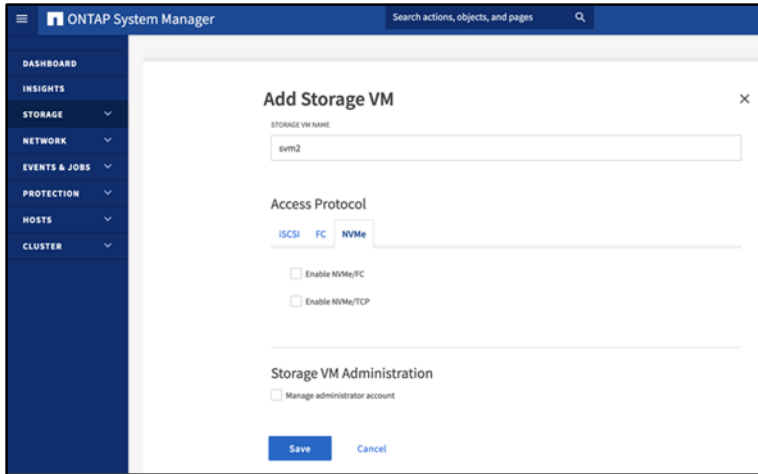 ONTAP System Manager
Search actions, objects, and pages
DASHBOARD
INSIGHTS
STORAGE
NETWORK
EVENTS & JOBS
PROTECTION
HOSTS
CLUSTER
Add Storage VM
STORAGE VM NAME
svm2
Access Protocol
iSCSI FC NVMe
Enable NVMe/FC
Enable NVMe/TCP
Storage VM Administration
Manage administrator account
Save Cancel